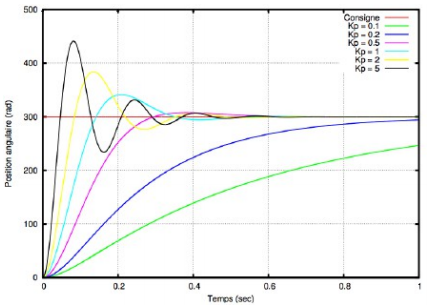 500
400
300
200
100
0
0
0.2
0.4
0.6
0.8
1
Position angulaire (rad)
Temps (sec)
Consigne
Kp = 0.1
Kp = 0.2
Kp = 0.5
Kp = 1
Kp = 2
Kp = 5